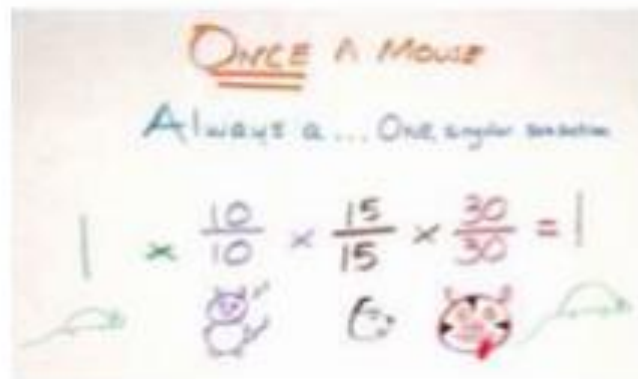 ONCE A MOUSE
Always a... One, singular sensation
1 × 10/10 × 15/15 × 30/30 = 1